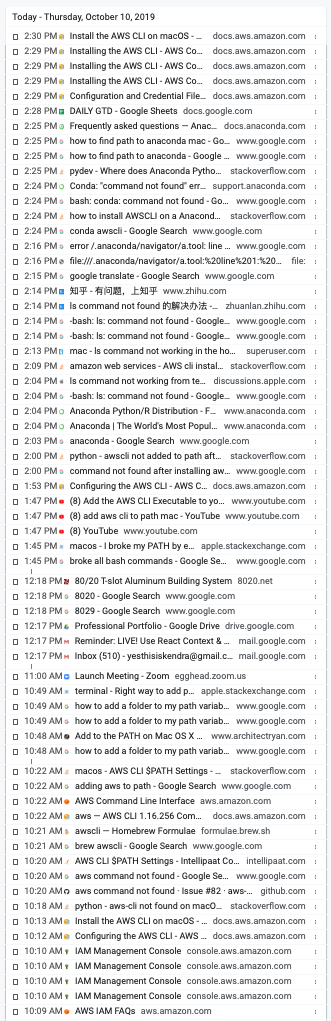 Today - Thursday, October 10, 2019
2:30 PM Install the AWS CLI on macOS - ... docs.aws.amazon.com
2:29 PM Installing the AWS CLI - AWS Co... docs.aws.amazon.com
2:29 PM Installing the AWS CLI - AWS Co... docs.aws.amazon.com
2:29 PM Installing the AWS CLI - AWS Co... docs.aws.amazon.com
2:29 PM Configuration and Credential File... docs.aws.amazon.com
2:28 PM DAILY GTD - Google Sheets docs.google.com
2:25 PM Frequently asked questions — Anac... docs.anaconda.com
2:25 PM how to find path to anaconda mac - Go... www.google.com
2:25 PM how to find path to anaconda - Google ... www.google.com
2:25 PM pydev - Where does Anaconda Pytho... stackoverflow.com
2:24 PM Conda: "command not found" err... support.anaconda.com
2:24 PM bash: conda: command not found - Go... www.google.com
2:24 PM how to install AWSCLI on a Anacond... stackoverflow.com
2:24 PM conda awscli - Google Search www.google.com
2:16 PM error /.anaconda/navigator/a.tool: line ... www.google.com
2:16 PM file:///.anaconda/navigator/a.tool:%20line%201:%20... file:
2:15 PM google translate - Google Search www.google.com
2:14 PM 知乎 - 有问题，上知乎 www.zhihu.com
2:14 PM ls command not found 的解决办法 -... zhuanlan.zhihu.com
2:14 PM -bash: ls: command not found - Google... www.google.com
2:13 PM mac - ls command not working in the ho... superuser.com
2:09 PM amazon web services - AWS cli instal... stackoverflow.com
2:04 PM ls command not working from te... discussions.apple.com
2:04 PM -bash: ls: command not found - Google... www.google.com
2:04 PM Anaconda Python/R Distribution - F... www.anaconda.com
2:04 PM Anaconda | The World's Most Popul... www.anaconda.com
2:03 PM anaconda - Google Search www.google.com
2:00 PM python - awscli not added to path aft... stackoverflow.com
2:00 PM command not found after installing aw... www.google.com
1:53 PM Configuring the AWS CLI - AWS C... docs.aws.amazon.com
1:47 PM (8) Add the AWS CLI Executable to yo... www.youtube.com
1:47 PM (8) add aws cli to path mac - YouTube www.youtube.com
1:47 PM (8) YouTube www.youtube.com
1:45 PM macos - I broke my PATH by e... apple.stackexchange.com
1:45 PM broke all bash commands - Google Se... www.google.com
12:18 PM 80/20 T-slot Aluminum Building System 8020.net
12:18 PM 8020 - Google Search www.google.com
12:18 PM 8029 - Google Search www.google.com
12:17 PM Professional Portfolio - Google Drive drive.google.com
12:17 PM Reminder: LIVE! Use React Context & ... mail.google.com
12:17 PM Inbox (510) - yesthisiskendra@gmail.c... mail.google.com
11:00 AM Launch Meeting - Zoom egghead.zoom.us
10:49 AM terminal - Right way to add p... apple.stackexchange.com
10:49 AM how to add a folder to my path variab... www.google.com
10:49 AM how to add a folder to my path variab... www.google.com
10:48 AM Add to the PATH on Mac OS X ... www.architectryan.com
10:48 AM how to add a folder to my path variab... www.google.com
10:22 AM macos - AWS CLI $PATH Settings - ... stackoverflow.com
10:22 AM adding aws to path - Google Search www.google.com
10:22 AM AWS Command Line Interface aws.amazon.com
10:22 AM aws — AWS CLI 1.16.256 Com... docs.aws.amazon.com
10:21 AM awscli — Homebrew Formulae formulae.brew.sh
10:21 AM brew awscli - Google Search www.google.com
10:20 AM AWS CLI $PATH Settings - Intellipaat Co... intellipaat.com
10:20 AM aws command not found - Google Se... www.google.com
10:20 AM aws command not found · Issue #82 · aws-... github.com
10:18 AM python - aws-cli not found on macO... stackoverflow.com
10:13 AM Install the AWS CLI on macOS - ... docs.aws.amazon.com
10:12 AM Configuring the AWS CLI - AWS ... docs.aws.amazon.com
10:10 AM IAM Management Console console.aws.amazon.com
10:10 AM IAM Management Console console.aws.amazon.com
10:10 AM IAM Management Console console.aws.amazon.com
10:10 AM IAM Management Console console.aws.amazon.com
10:09 AM AWS IAM FAQs aws.amazon.com